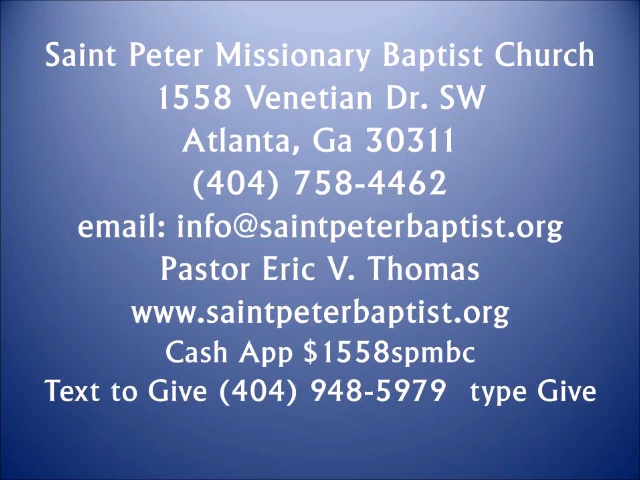 Saint Peter Missionary Baptist Church
1558 Venetian Dr. SW
Atlanta, Ga 30311
(404) 758-4462
email: info@saintpeterbaptist.org
Pastor Eric V. Thomas
www.saintpeterbaptist.org
Cash App $1558spmbc
Text to Give (404) 948-5979 type Give